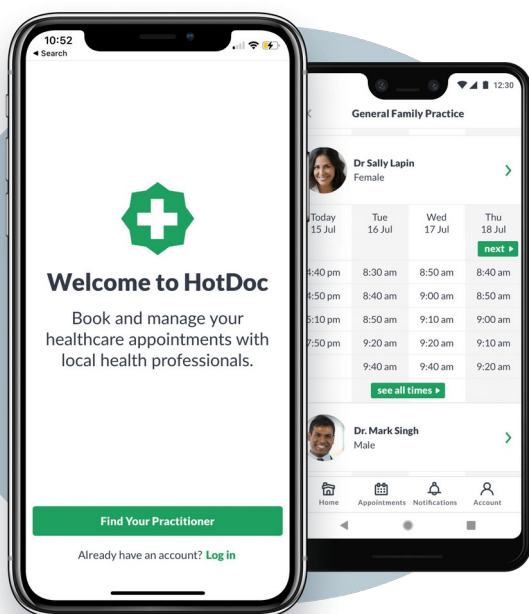 10:52
◀ Search
Welcome to HotDoc
Book and manage your
healthcare appointments with
local health professionals.
Find Your Practitioner
Already have an account? Log in
12:30
General Family Practice
Dr Sally Lapin
Female
Today Tue Wed Thu
15 Jul 16 Jul 17 Jul 18 Jul
next ▶
4:40 pm 8:30 am 8:50 am 8:40 am
4:50 pm 8:40 am 9:00 am 8:50 am
5:10 pm 8:50 am 9:10 am 9:00 am
7:50 pm 9:20 am 9:20 am 9:10 am
9:40 am 9:40 am 9:20 am
see all times ▶
Dr. Mark Singh
Male
Home Appointments Notifications Account